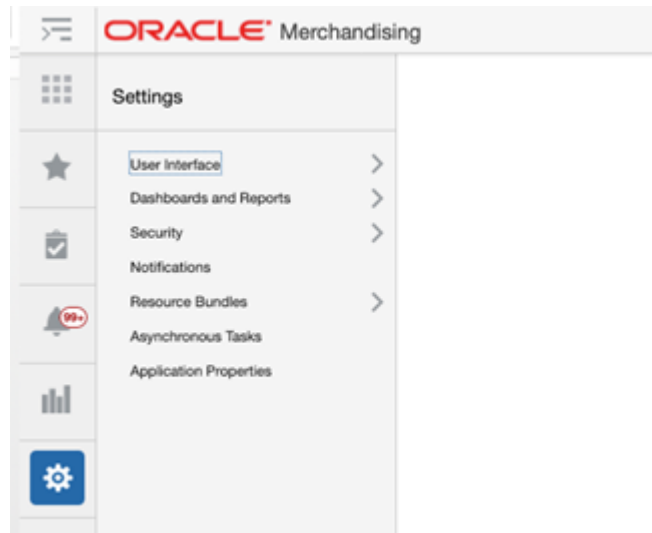 ORACLE® Merchandising
Settings
User Interface
Dashboards and Reports
Security
Notifications
Resource Bundles
99+
Asynchronous Tasks
Application Properties